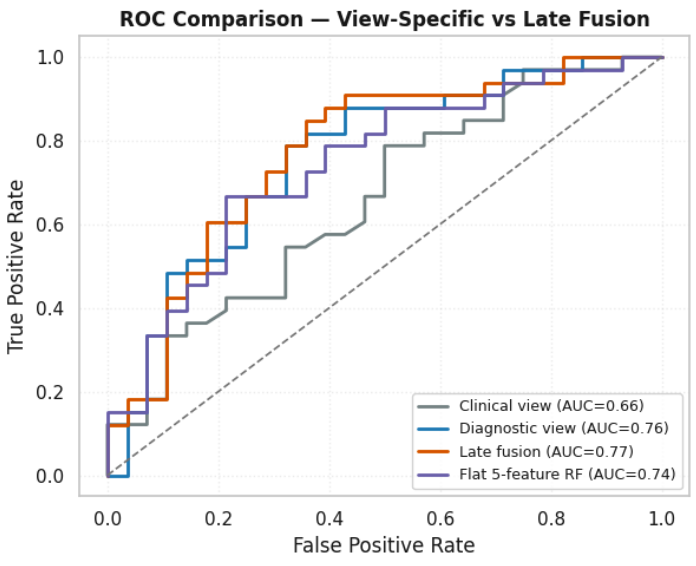 ROC Comparison — View-Specific vs Late Fusion
True Positive Rate
1.0
0.8
0.6
0.4
0.2
0.0
Clinical view (AUC=0.66)
Diagnostic view (AUC=0.76)
Late fusion (AUC=0.77)
Flat 5-feature RF (AUC=0.74)
0.0 0.2 0.4 0.6 0.8 1.0
False Positive Rate